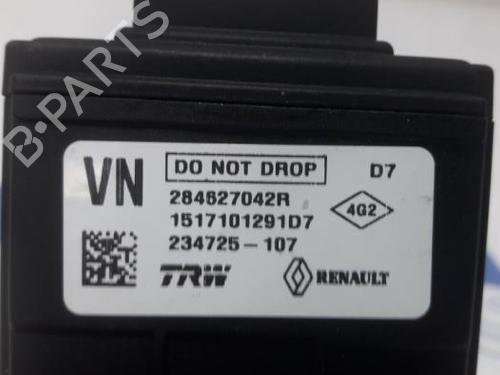 B-PARTS
VN
DO NOT DROP
D7
284627042R
1517101291D7
234725-107
4G2
TRW
RENAULT